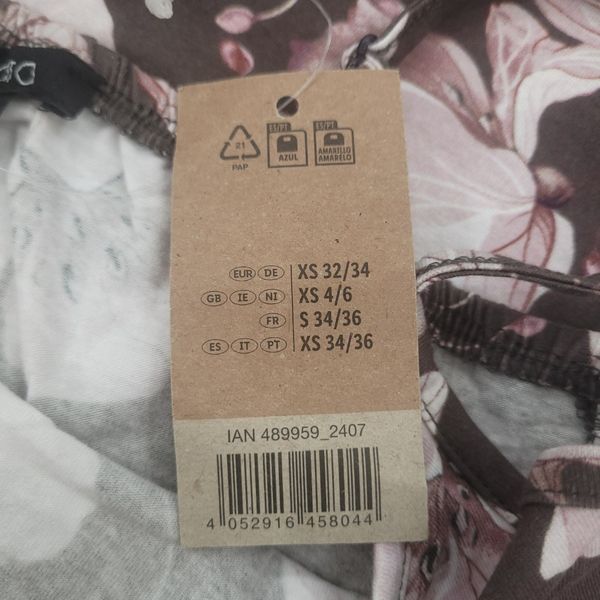 21
PAP
ES/PT
AZUL
ES/PT
AMARILLO
AMARELO
EUR DE XS 32/34
GB IE NI XS 4/6
FR S 34/36
ES IT PT XS 34/36
IAN 489959_2407
4 052916 458044